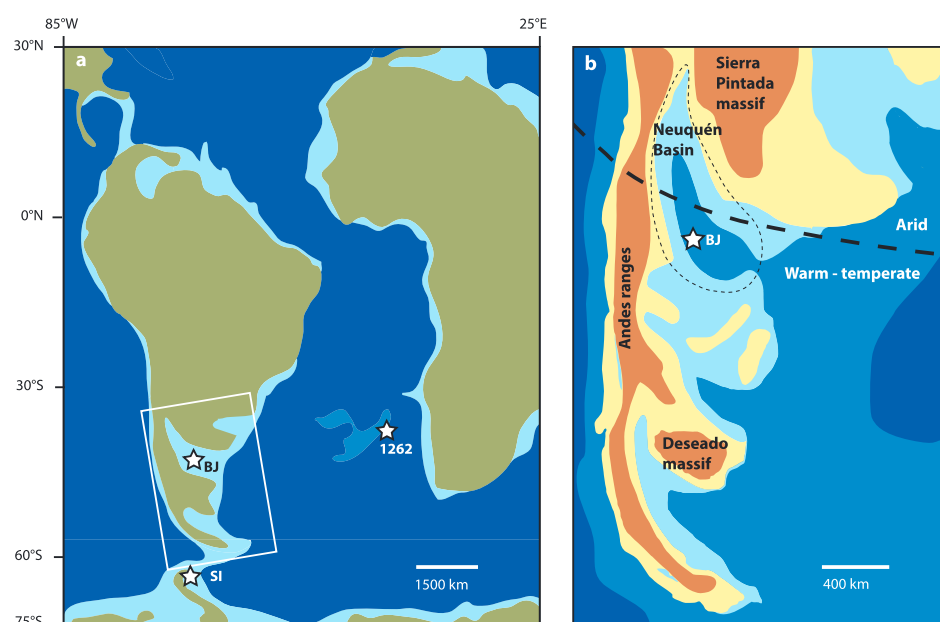 85°W
25°E
30°N
0°N
30°S
60°S
75°S
a
BJ
1262
SI
1500 km
b
Sierra
Pintada
massif
Neuquén
Basin
BJ
Arid
Warm - temperate
Andes ranges
Deseado
massif
400 km